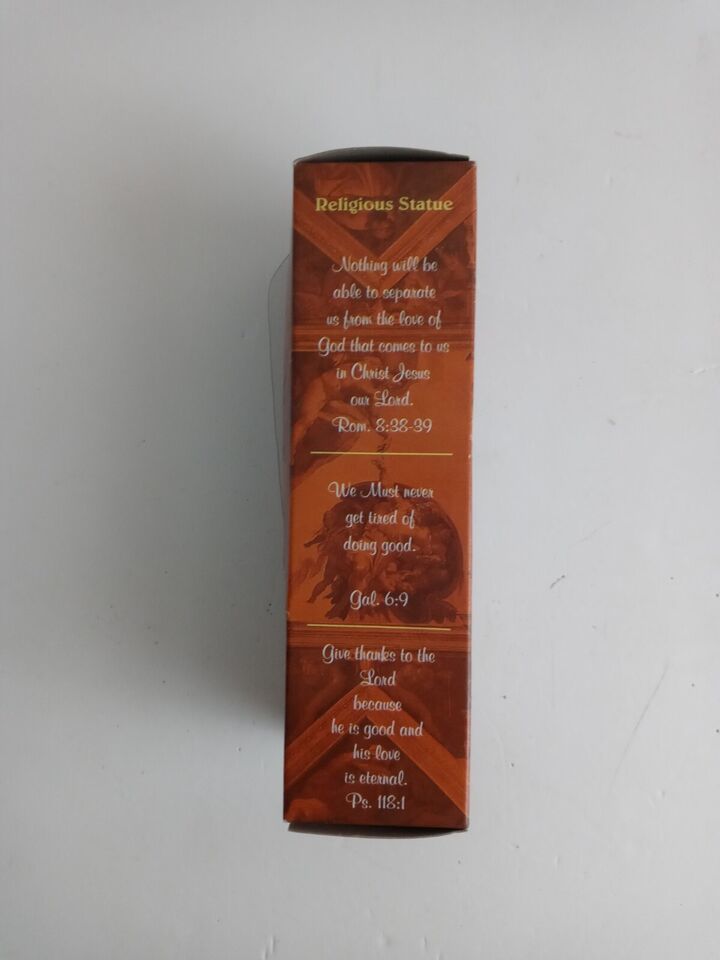 Religious Statue
Nothing will be
able to separate
us from the love of
God that comes to us
in Christ Jesus
our Lord.
Rom. 8:38-39
We Must never
get tired of
doing good.
Gal. 6:9
Give thanks to the
Lord
because
he is good and
his love
is eternal.
Ps. 118:1